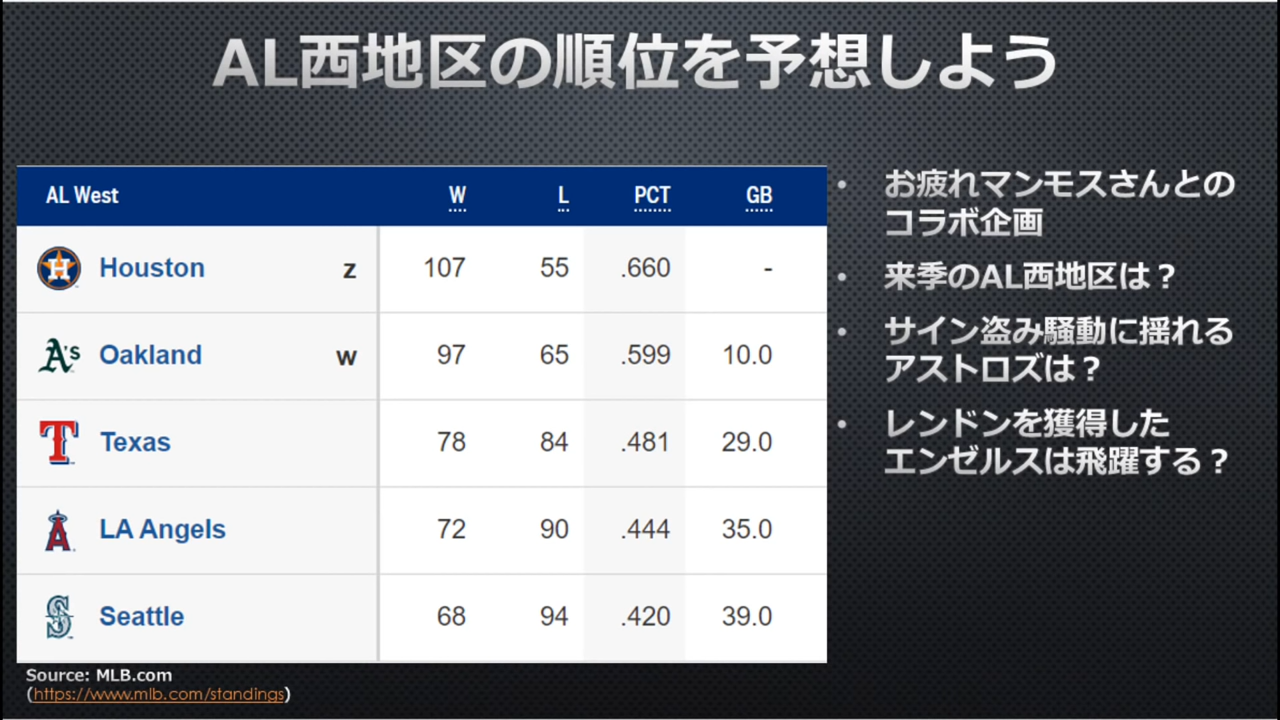 AL西地区の順位を予想しよう
AL West W L PCT GB
Houston z 107 55 .660 -
Oakland w 97 65 .599 10.0
Texas 78 84 .481 29.0
LA Angels 72 90 .444 35.0
Seattle 68 94 .420 39.0
Source: MLB.com
(https://www.mlb.com/standings)
• お疲れマンモスさんとの
コラボ企画
• 来季のAL西地区は？
• サイン盗み騒動に揺れる
アストロズは？
• レンドンを獲得した
エンゼルスは飛躍する？